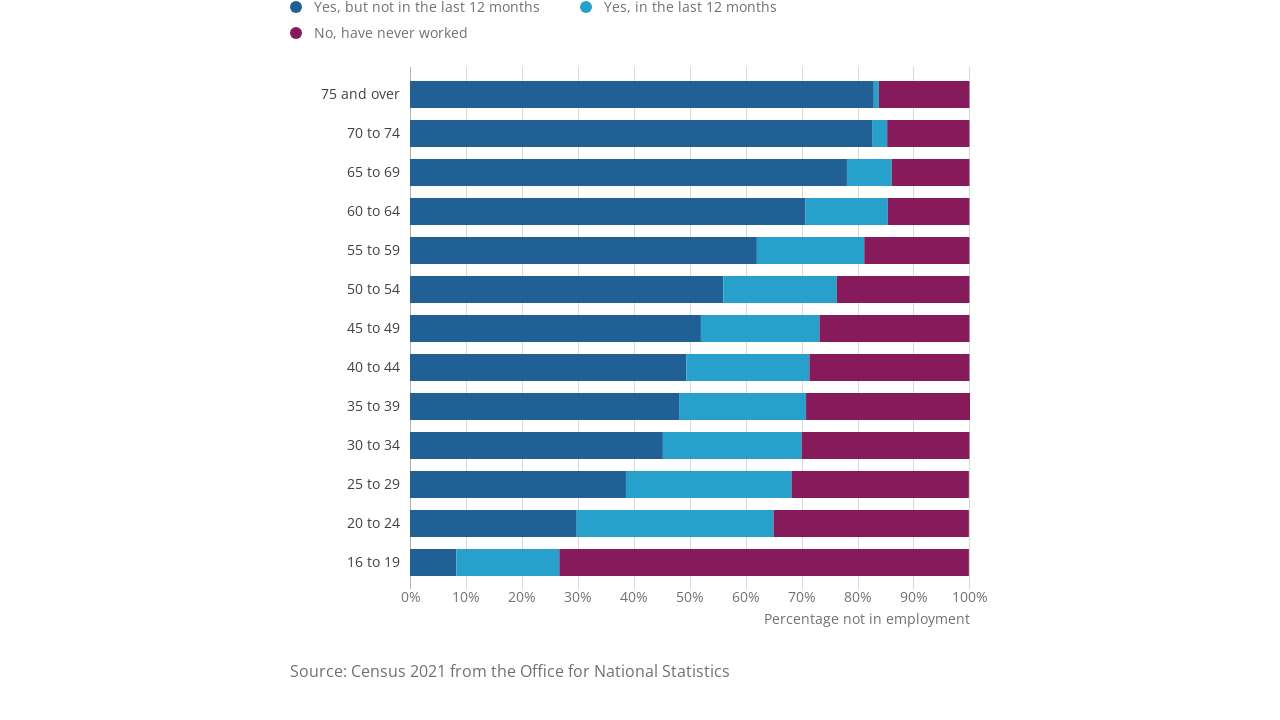 Yes, but not in the last 12 months
Yes, in the last 12 months
No, have never worked
75 and over
70 to 74
65 to 69
60 to 64
55 to 59
50 to 54
45 to 49
40 to 44
35 to 39
30 to 34
25 to 29
20 to 24
16 to 19
0% 10% 20% 30% 40% 50% 60% 70% 80% 90% 100%
Percentage not in employment
Source: Census 2021 from the Office for National Statistics